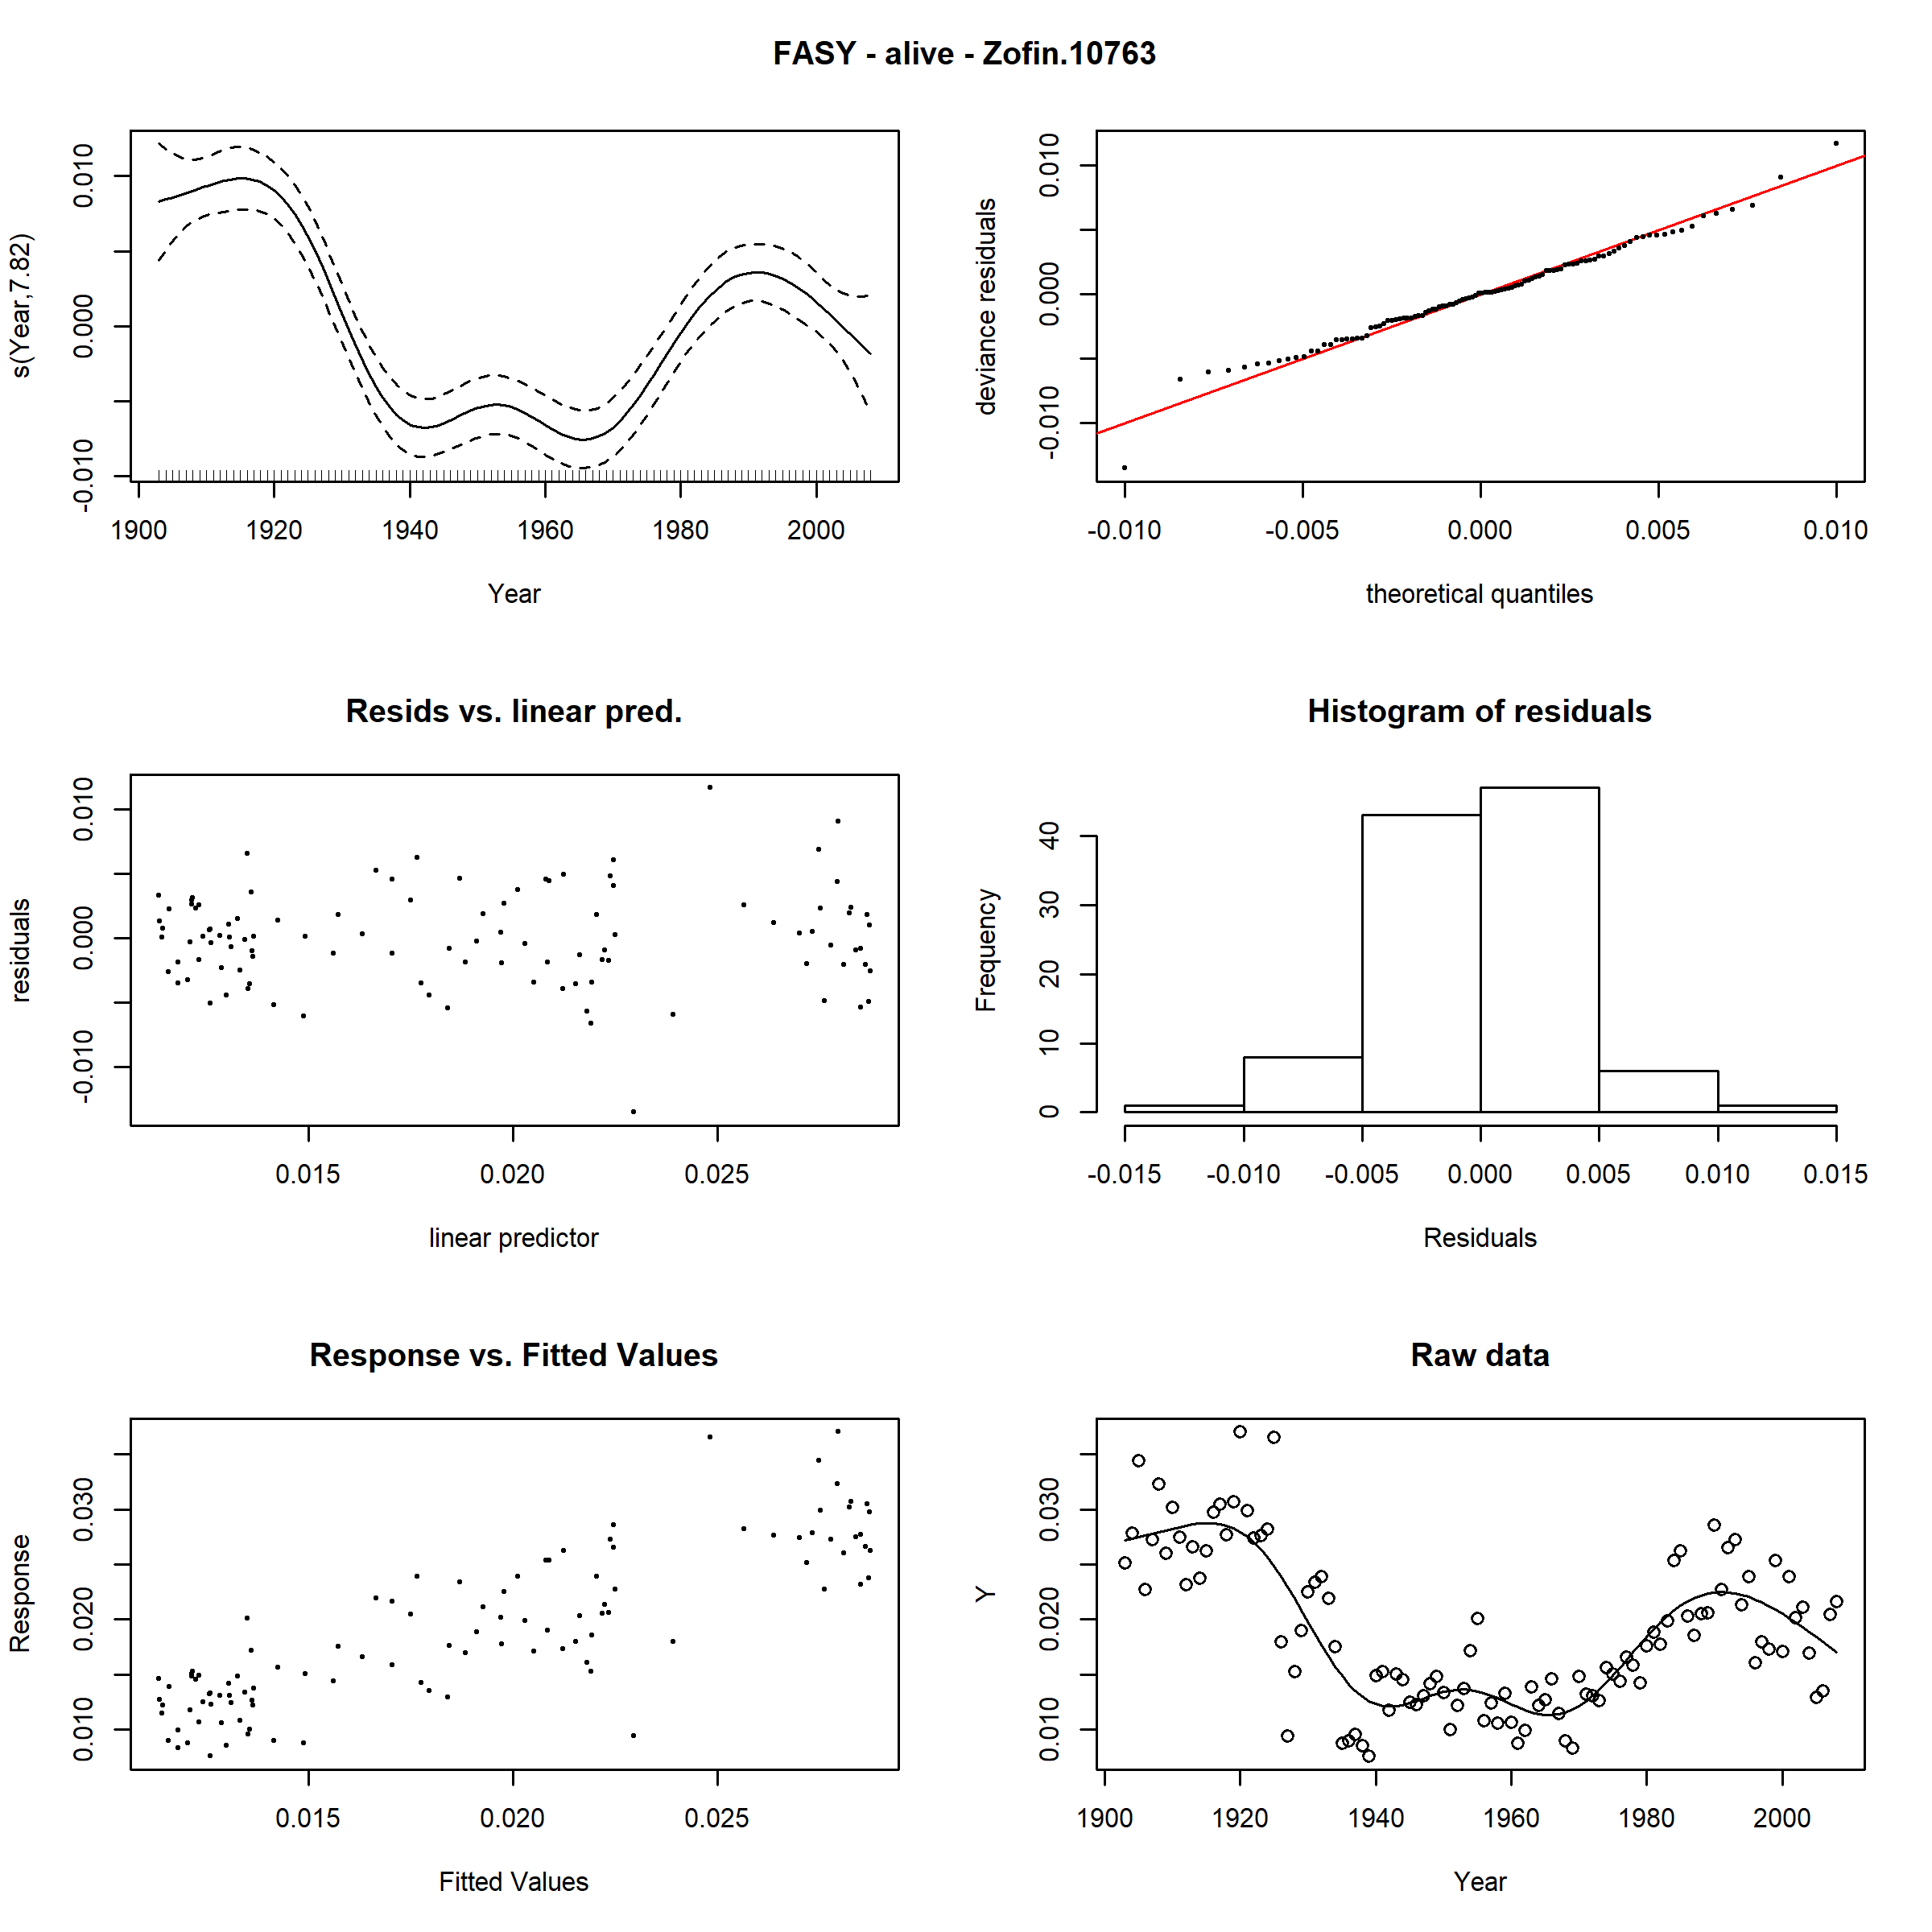 FASY - alive - Zofin.10763
s(Year,7.82)
-0.010 0.000 0.010
1900 1920 1940 1960 1980 2000
Year
deviance residuals
-0.010 0.000 0.010
-0.010 -0.005 0.000 0.005 0.010
theoretical quantiles
Resids vs. linear pred.
residuals
-0.010 0.000 0.010
0.015 0.020 0.025
linear predictor
Histogram of residuals
Frequency
0 10 20 30 40
-0.015 -0.010 -0.005 0.000 0.005 0.010 0.015
Residuals
Response vs. Fitted Values
Response
0.010 0.020 0.030
0.015 0.020 0.025
Fitted Values
Raw data
Y
0.010 0.020 0.030
1900 1920 1940 1960 1980 2000
Year